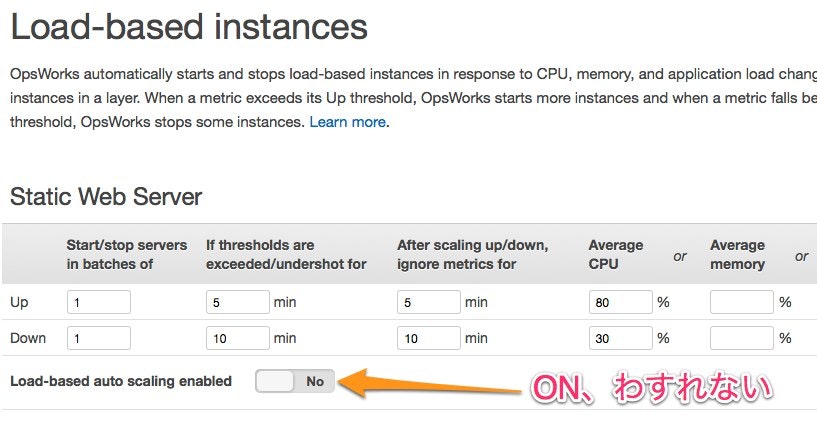 Load-based instances
OpsWorks automatically starts and stops load-based instances in response to CPU, memory, and application load chang
instances in a layer. When a metric exceeds its Up threshold, OpsWorks starts more instances and when a metric falls be
threshold, OpsWorks stops some instances. Learn more.
Static Web Server
Start/stop servers in batches of If thresholds are exceeded/undershot for After scaling up/down, ignore metrics for Average CPU or Average memory or
Up 1 5 min 5 min 80 % %
Down 1 10 min 10 min 30 % %
Load-based auto scaling enabled No ON、わすれない